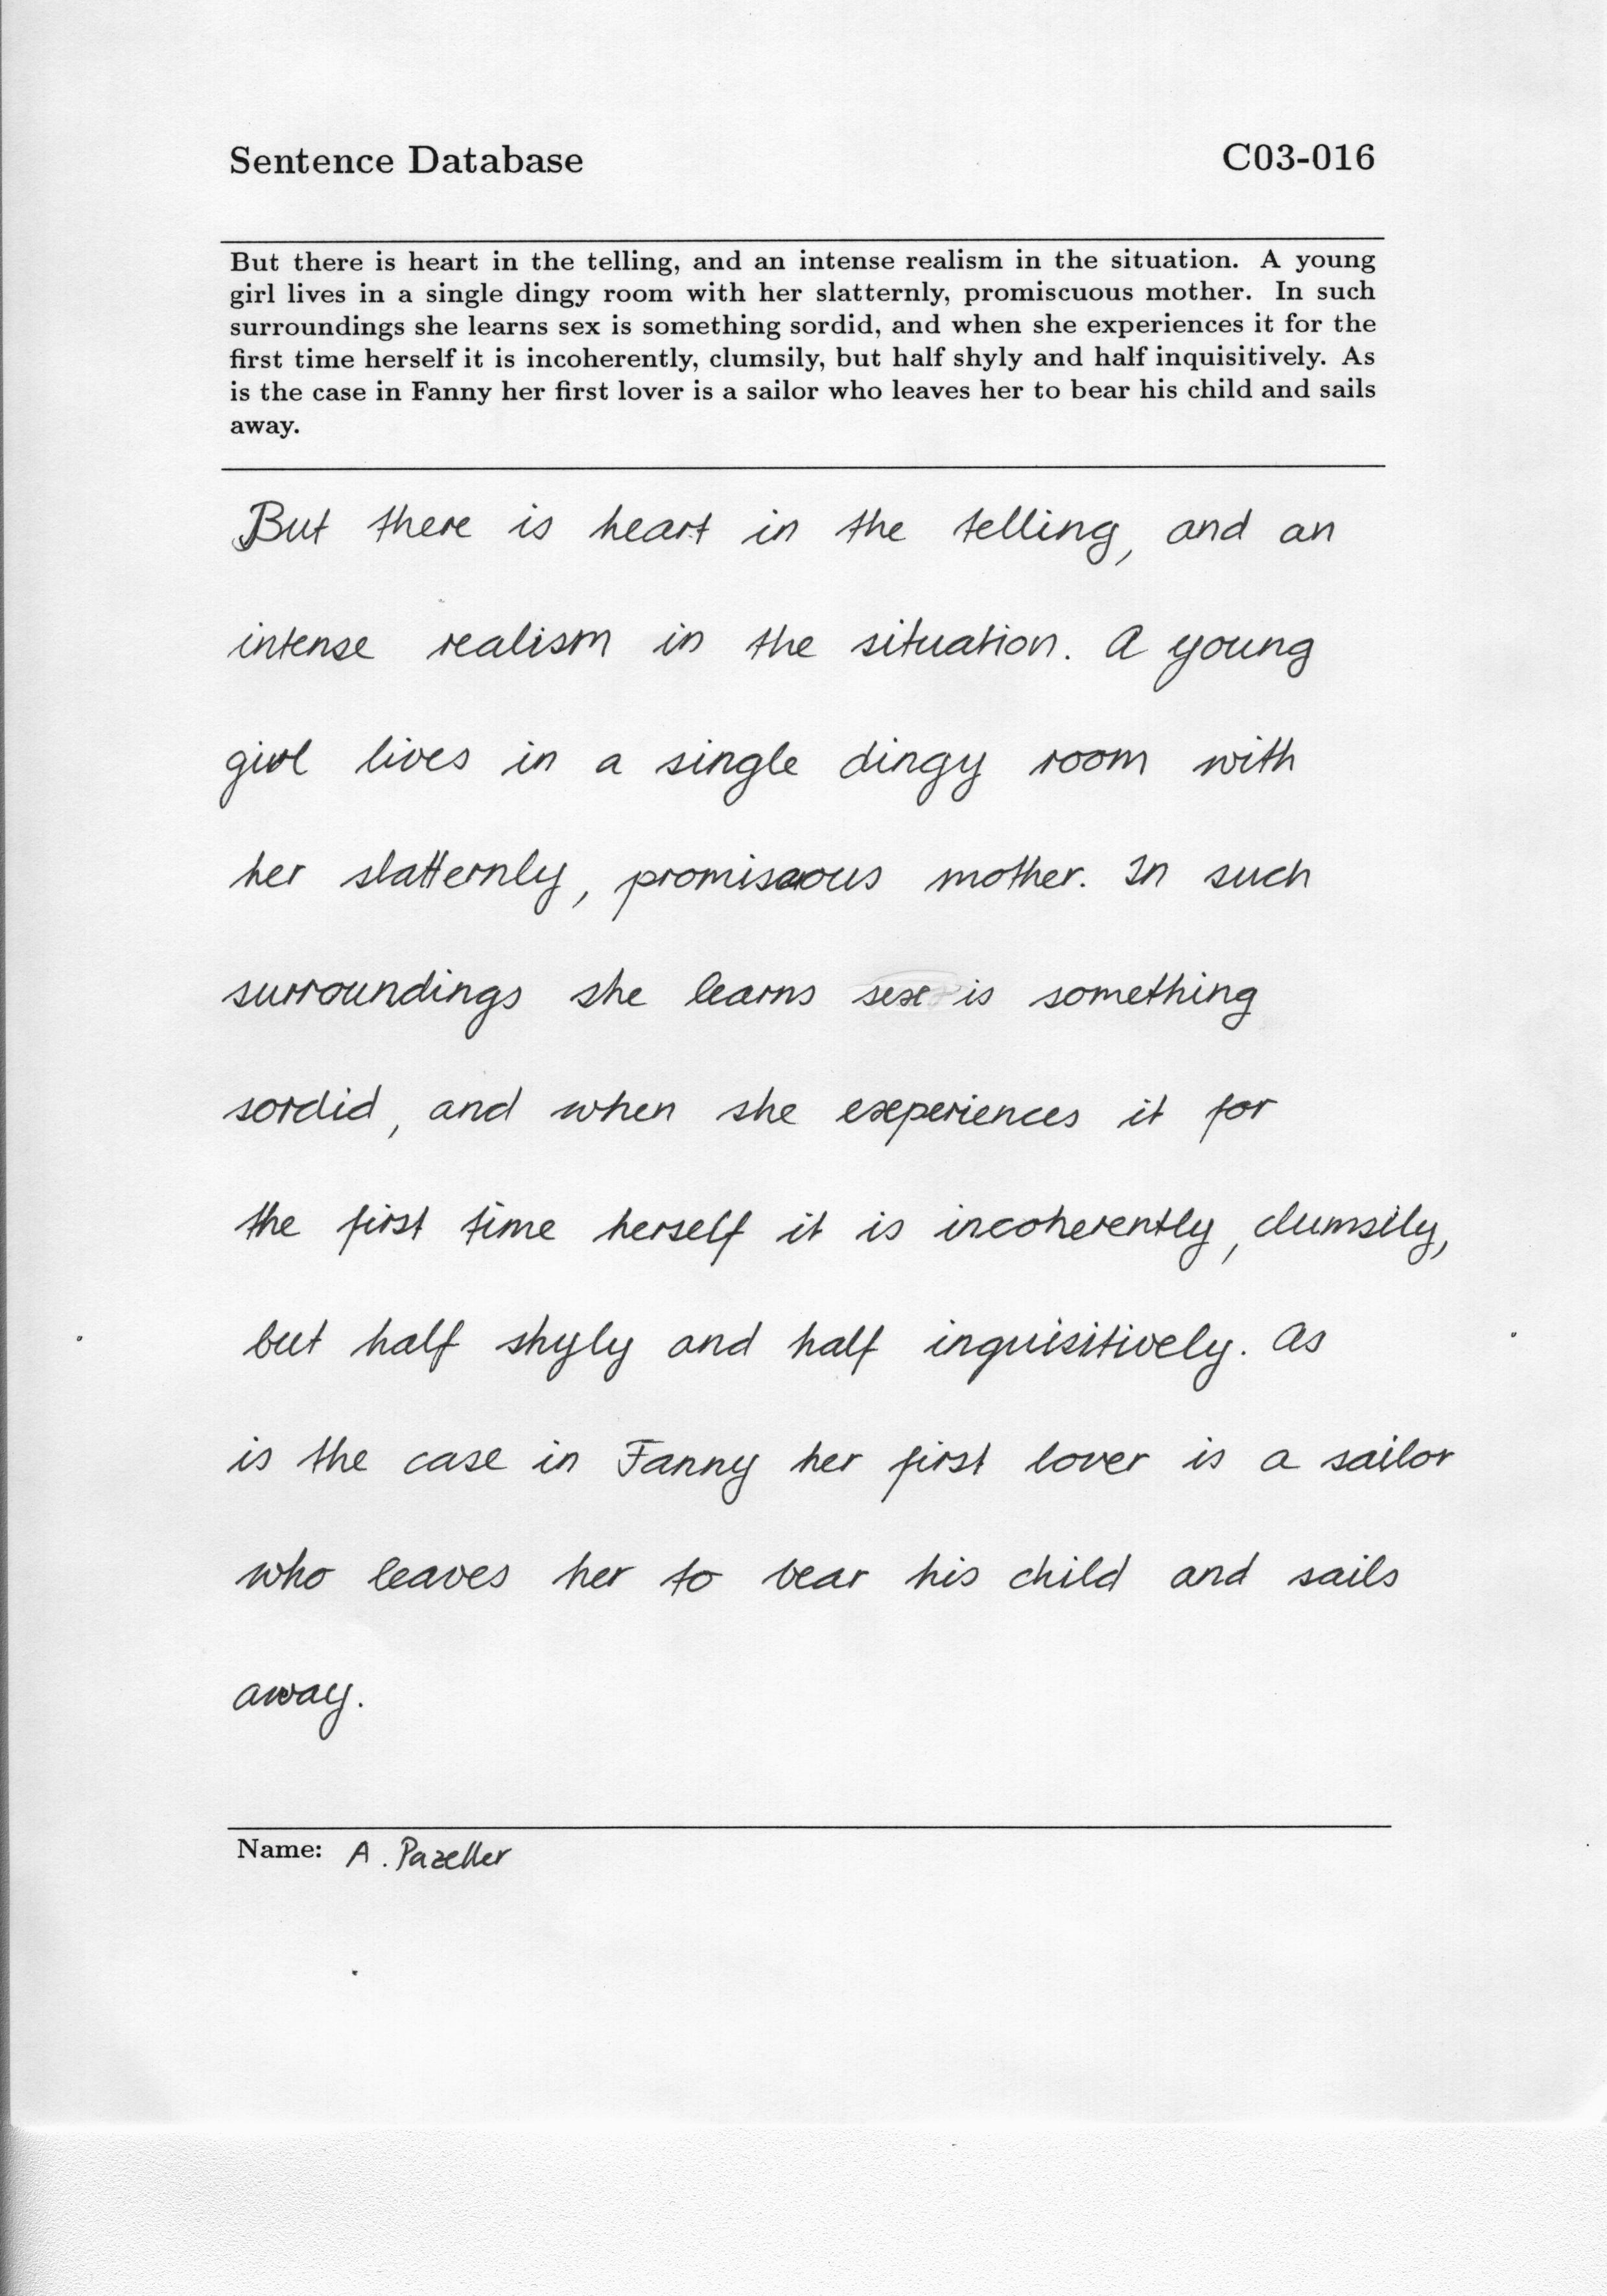 Sentence Database C03-016
But there is heart in the telling, and an intense realism in the situation. A young
girl lives in a single dingy room with her slatternly, promiscuous mother. In such
surroundings she learns sex is something sordid, and when she experiences it for the
first time herself it is incoherently, clumsily, but half shyly and half inquisitively. As
is the case in Fanny her first lover is a sailor who leaves her to bear his child and sails
away.
But there is heart in the telling, and an
intense realism in the situation. A young
girl lives in a single dingy room with
her slatternly, promiscuous mother. In such
surroundings she learns sex is something
sordid, and when she experiences it for
the first time herself it is incoherently, clumsily,
but half shyly and half inquisitively. As
is the case in Fanny her first lover is a sailor
who leaves her to bear his child and sails
away.
Name: A. Pazeller